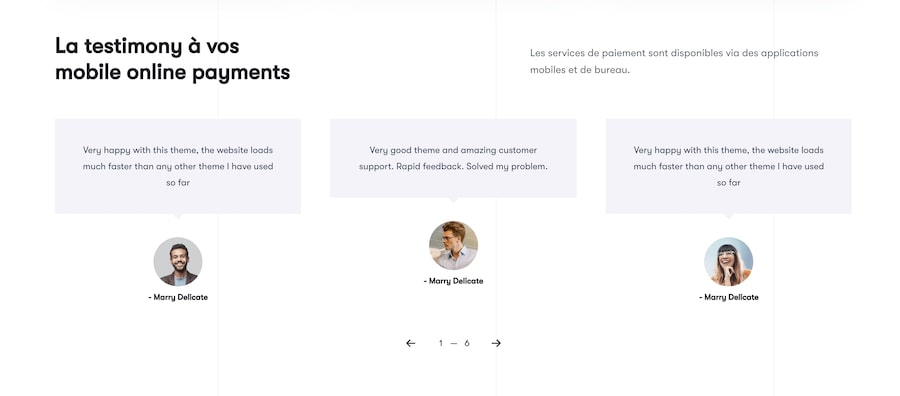 La testimony à vos
mobile online payments
Les services de paiement sont disponibles via des applications
mobiles et de bureau.
Very happy with this theme, the website loads
much faster than any other theme I have used
so far
- Marry Delicate
Very good theme and amazing customer
support. Rapid feedback. Solved my problem.
- Marry Delicate
Very happy with this theme, the website loads
much faster than any other theme I have used
so far
- Marry Delicate
1 — 6